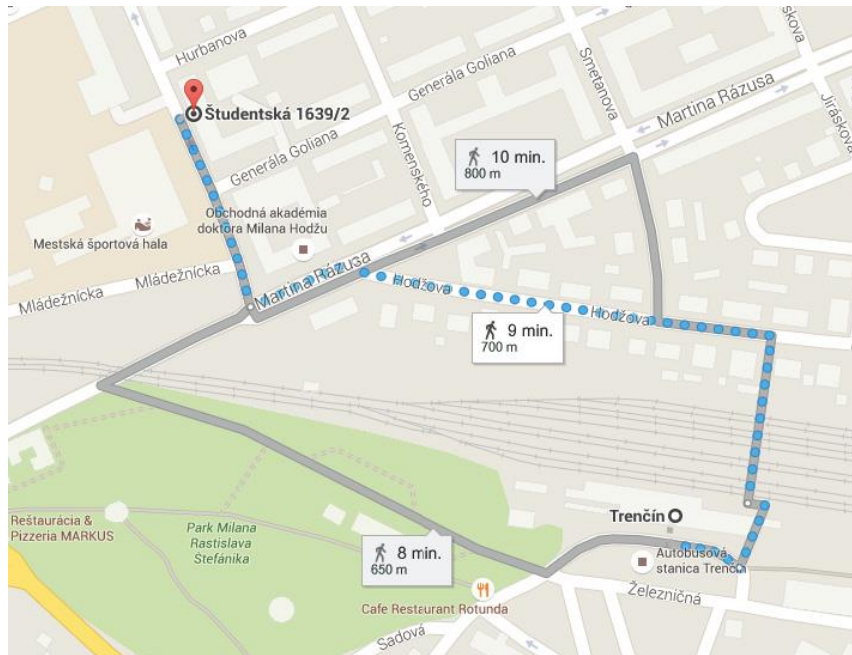 Hurbanova
Generála Goliana
Smetanova
Martina Rázusa
Jiráskova
Študentská 1639/2
Komenského
10 min.
800 m
Generála Goliana
Obchodná akadémia
doktora Milana Hodžu
Mestská športová hala
Mládežnícka
Mládežnícka
Martina Rázusa
Hodžova
Hodžova
9 min.
700 m
Trenčín
Reštaurácia &
Pizzeria MARKUS
Park Milana
Rastislava
Štefánika
8 min.
650 m
Autobusová
stanica Trenčín
Železničná
Cafe Restaurant Rotunda
Sadová